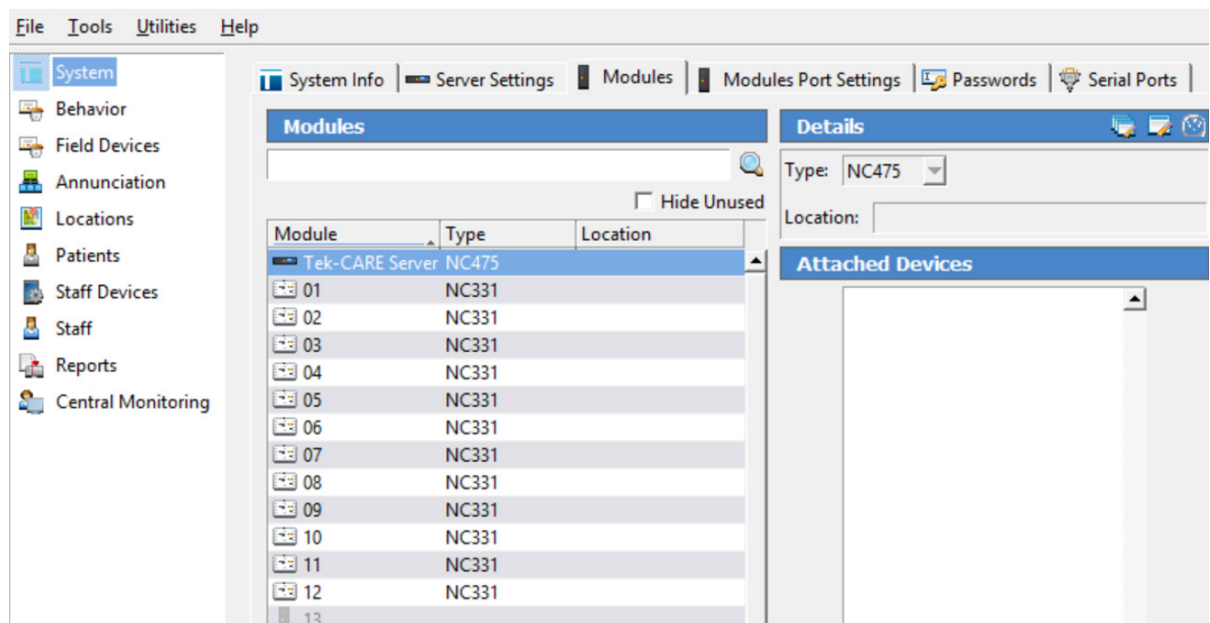 File Tools Utilities Help
System
Behavior
Field Devices
Annunciation
Locations
Patients
Staff Devices
Staff
Reports
Central Monitoring
System Info Server Settings Modules Modules Port Settings Passwords Serial Ports
Modules
Hide Unused
Module Type Location
Tek-CARE Server NC475
01 NC331
02 NC331
03 NC331
04 NC331
05 NC331
06 NC331
07 NC331
08 NC331
09 NC331
10 NC331
11 NC331
12 NC331
13
Details
Type: NC475
Location:
Attached Devices